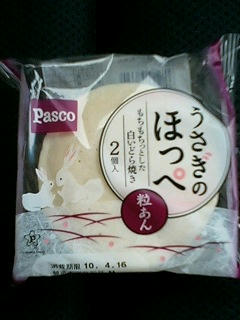 Pasco
うさぎの
ほっぺ
もちもちっとした
白いどら焼き
2個入
粒あん
消費期限 10.4.16